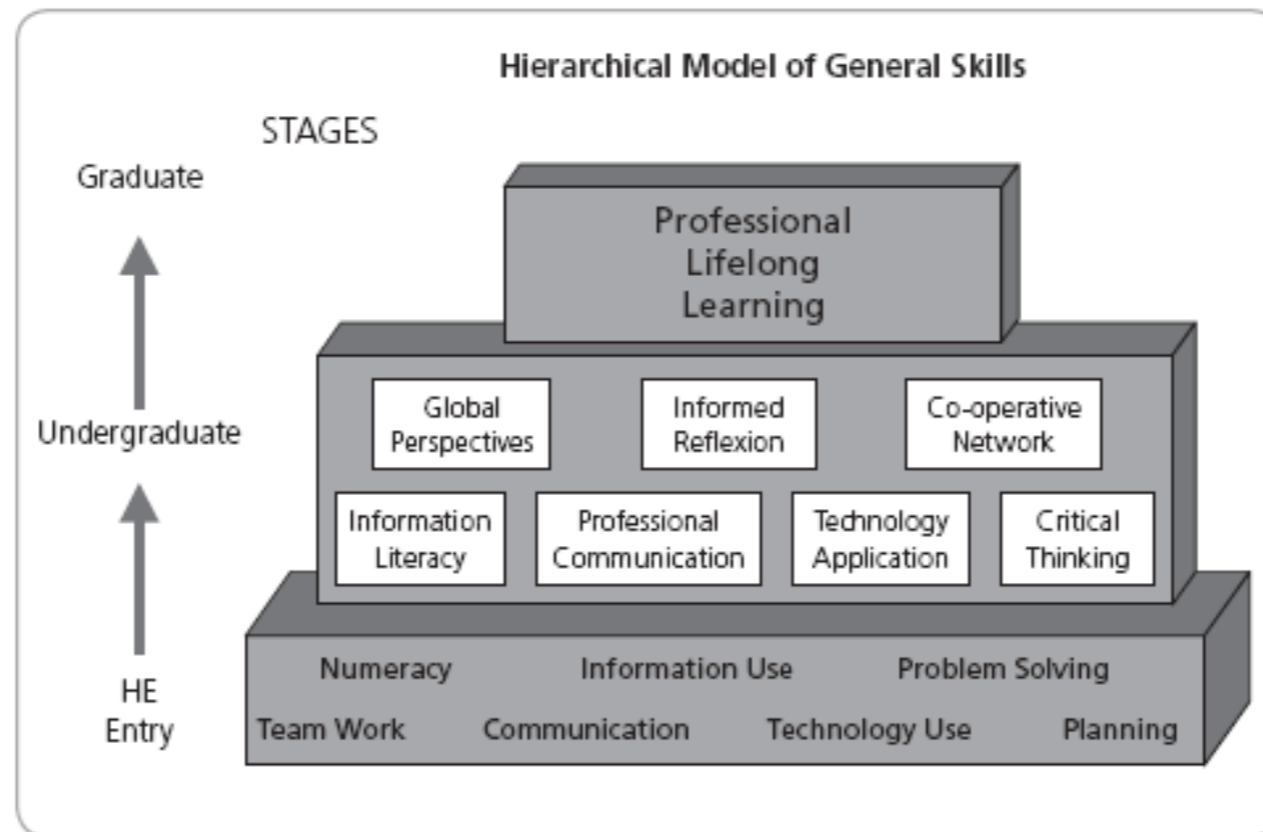 Hierarchical Model of General Skills
STAGES
Graduate
Professional
Lifelong
Learning
Undergraduate
Global
Perspectives
Informed
Reflexion
Co-operative
Network
Information
Literacy
Professional
Communication
Technology
Application
Critical
Thinking
HE
Entry
Numeracy Information Use Problem Solving
Team Work Communication Technology Use Planning